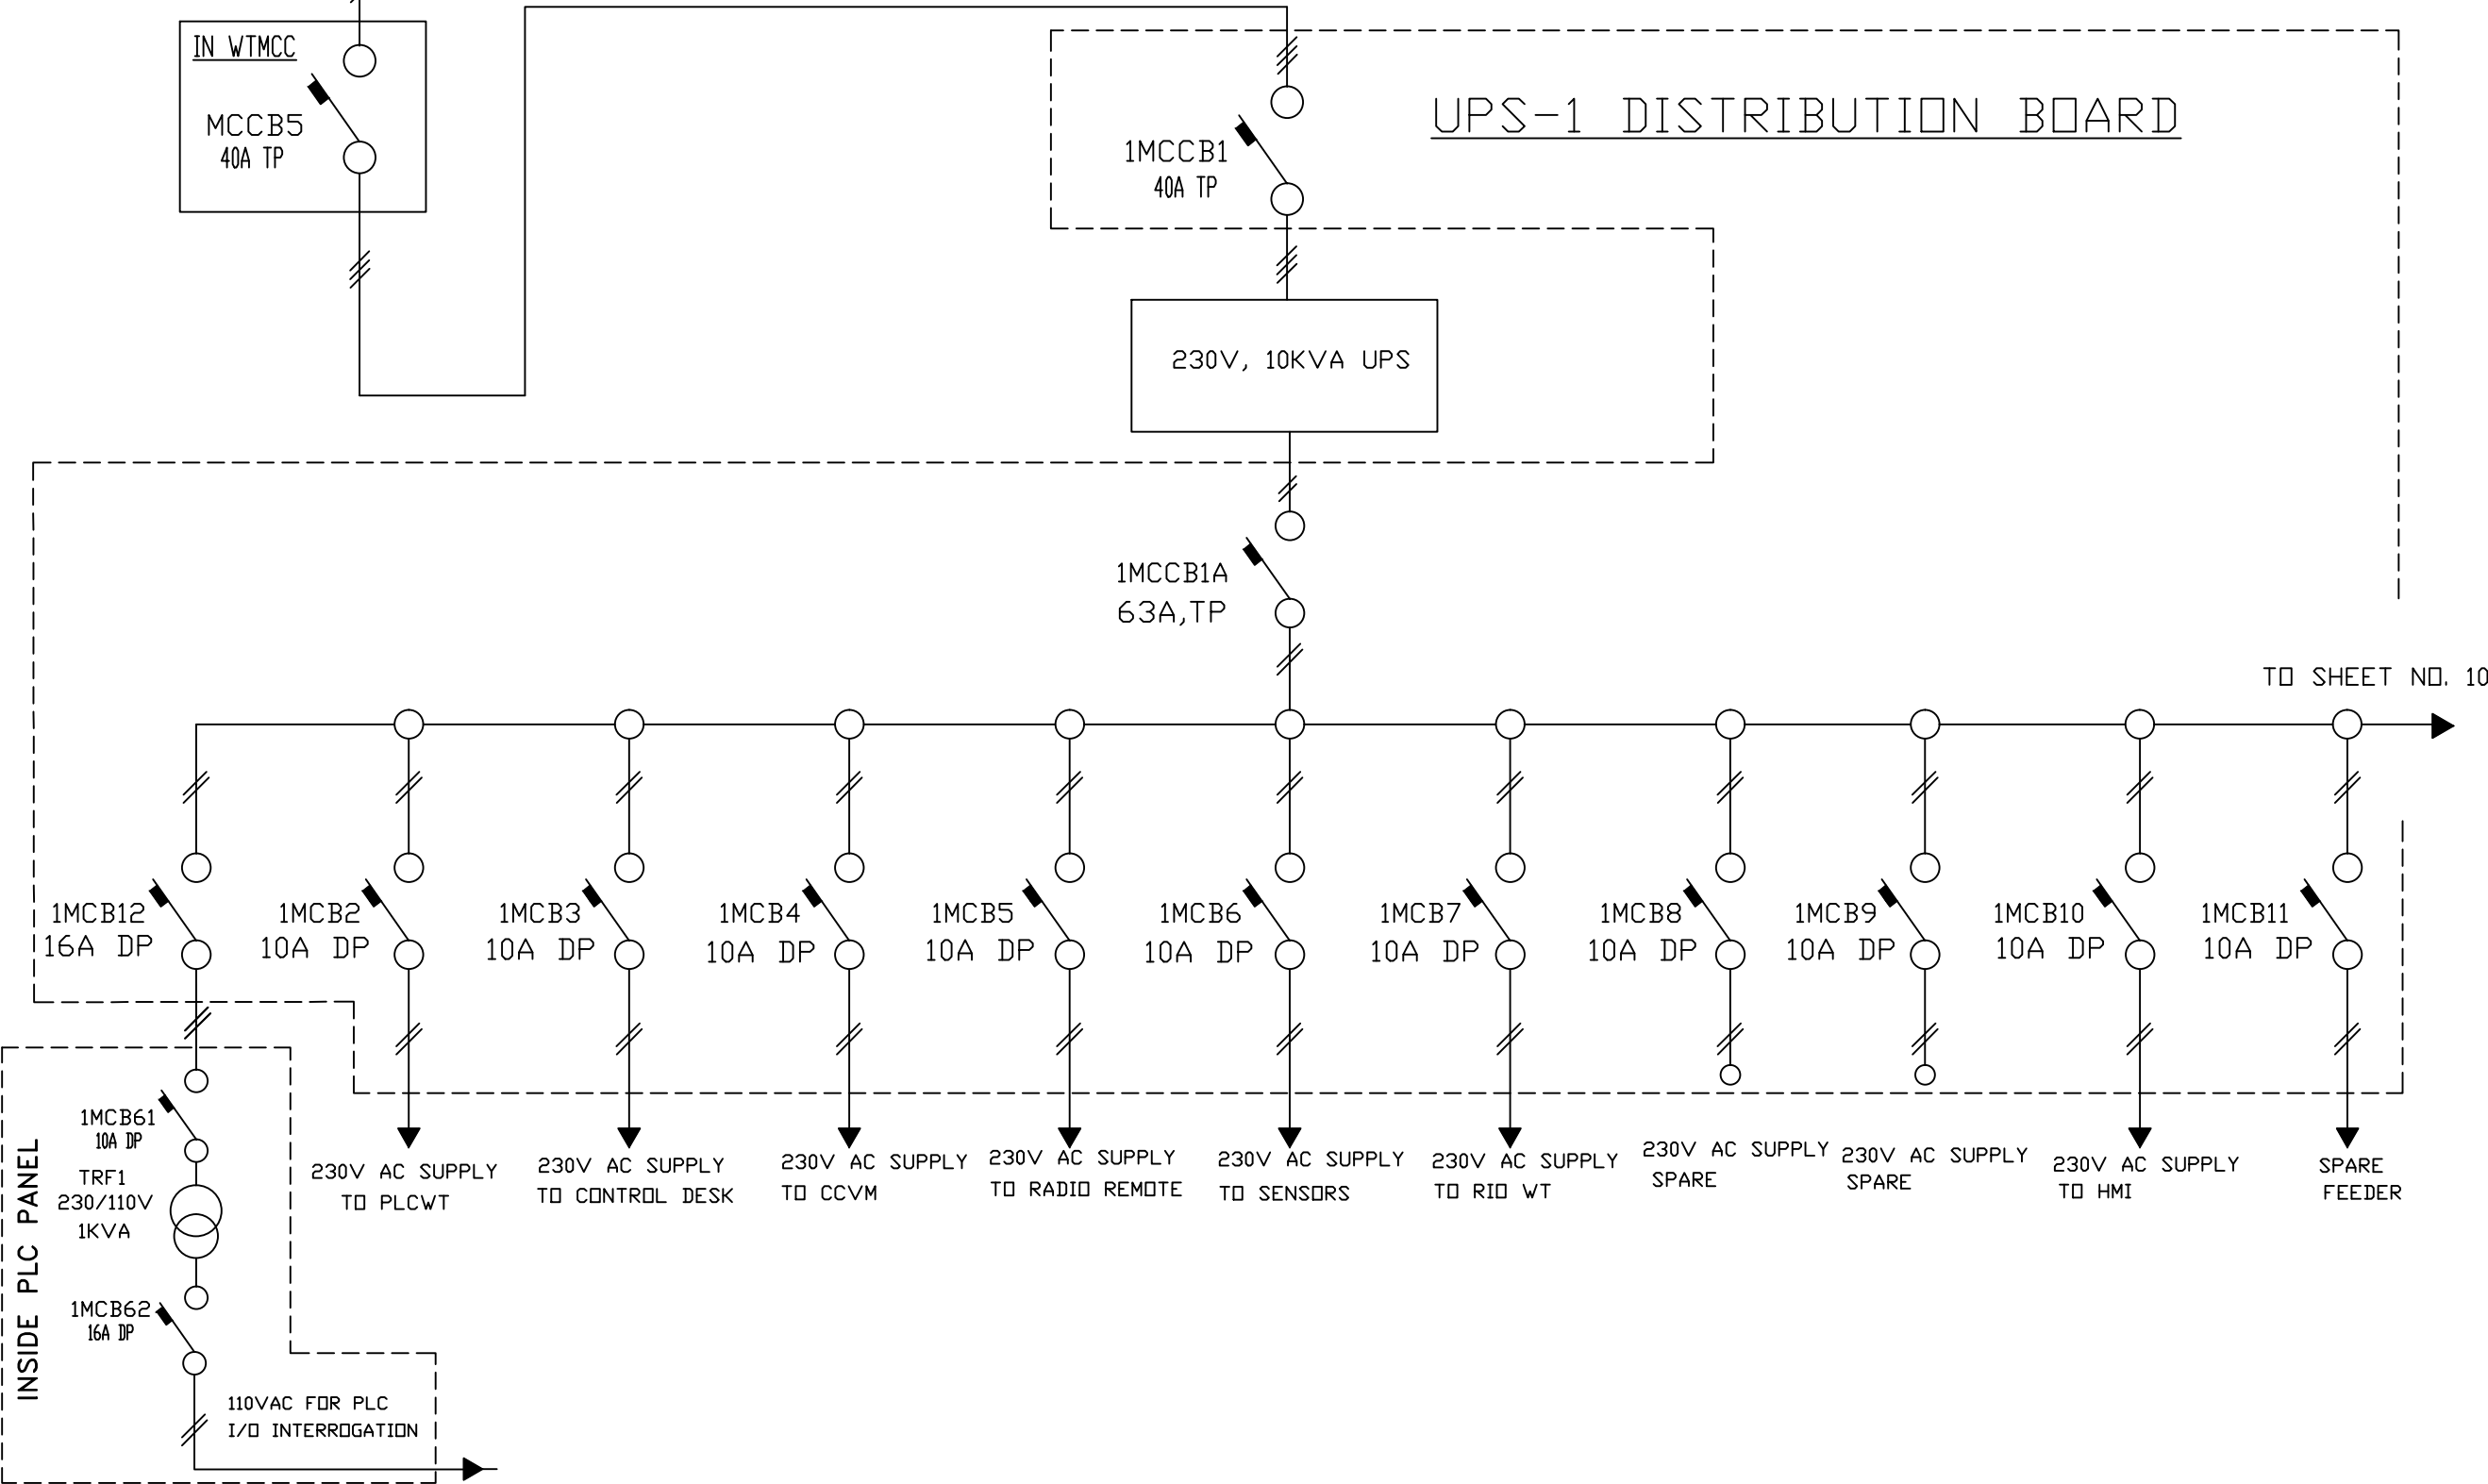 IN WTMCC
MCCB5
40A TP
UPS-1 DISTRIBUTION BOARD
1MCCB1
40A TP
230V, 10KVA UPS
1MCCB1A
63A,TP
TO SHEET NO. 10
1MCB12
16A DP
1MCB2
10A DP
1MCB3
10A DP
1MCB4
10A DP
1MCB5
10A DP
1MCB6
10A DP
1MCB7
10A DP
1MCB8
10A DP
1MCB9
10A DP
1MCB10
10A DP
1MCB11
10A DP
INSIDE PLC PANEL
1MCB61
10A DP
TRF1
230/110V
1KVA
1MCB62
16A DP
110VAC FOR PLC
I/O INTERROGATION
230V AC SUPPLY
TO PLCWT
230V AC SUPPLY
TO CONTROL DESK
230V AC SUPPLY
TO CCVM
230V AC SUPPLY
TO RADIO REMOTE
230V AC SUPPLY
TO SENSORS
230V AC SUPPLY
TO RIO WT
230V AC SUPPLY
SPARE
230V AC SUPPLY
SPARE
230V AC SUPPLY
TO HMI
SPARE
FEEDER